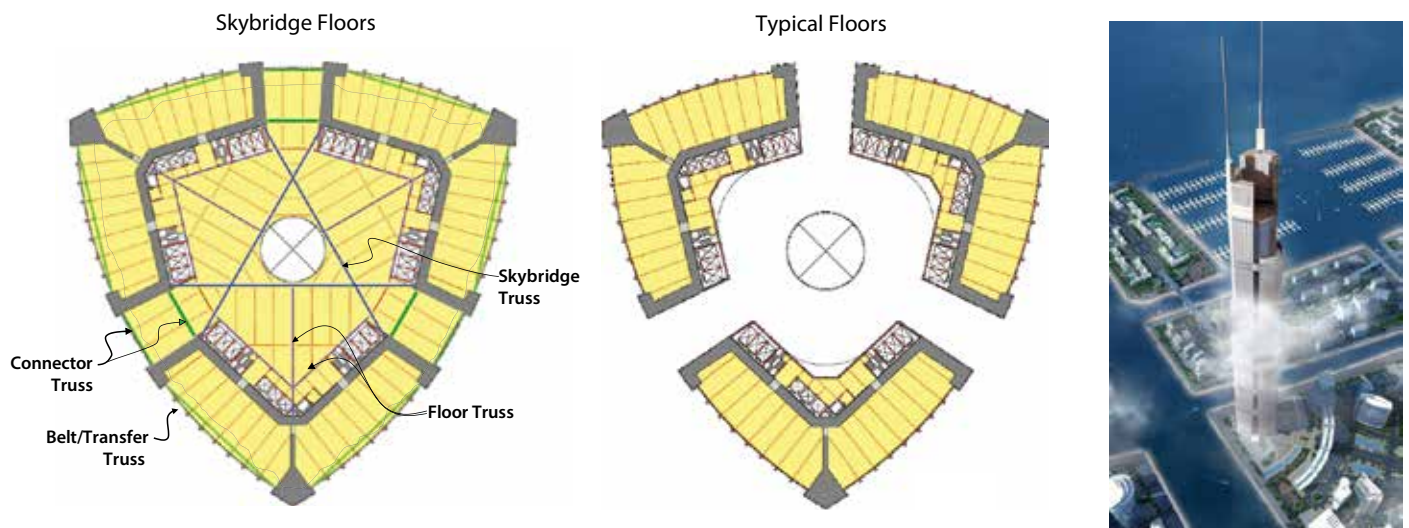 Skybridge Floors
Typical Floors
Skybridge
Truss
Connector
Truss
Floor Truss
Belt/Transfer
Truss